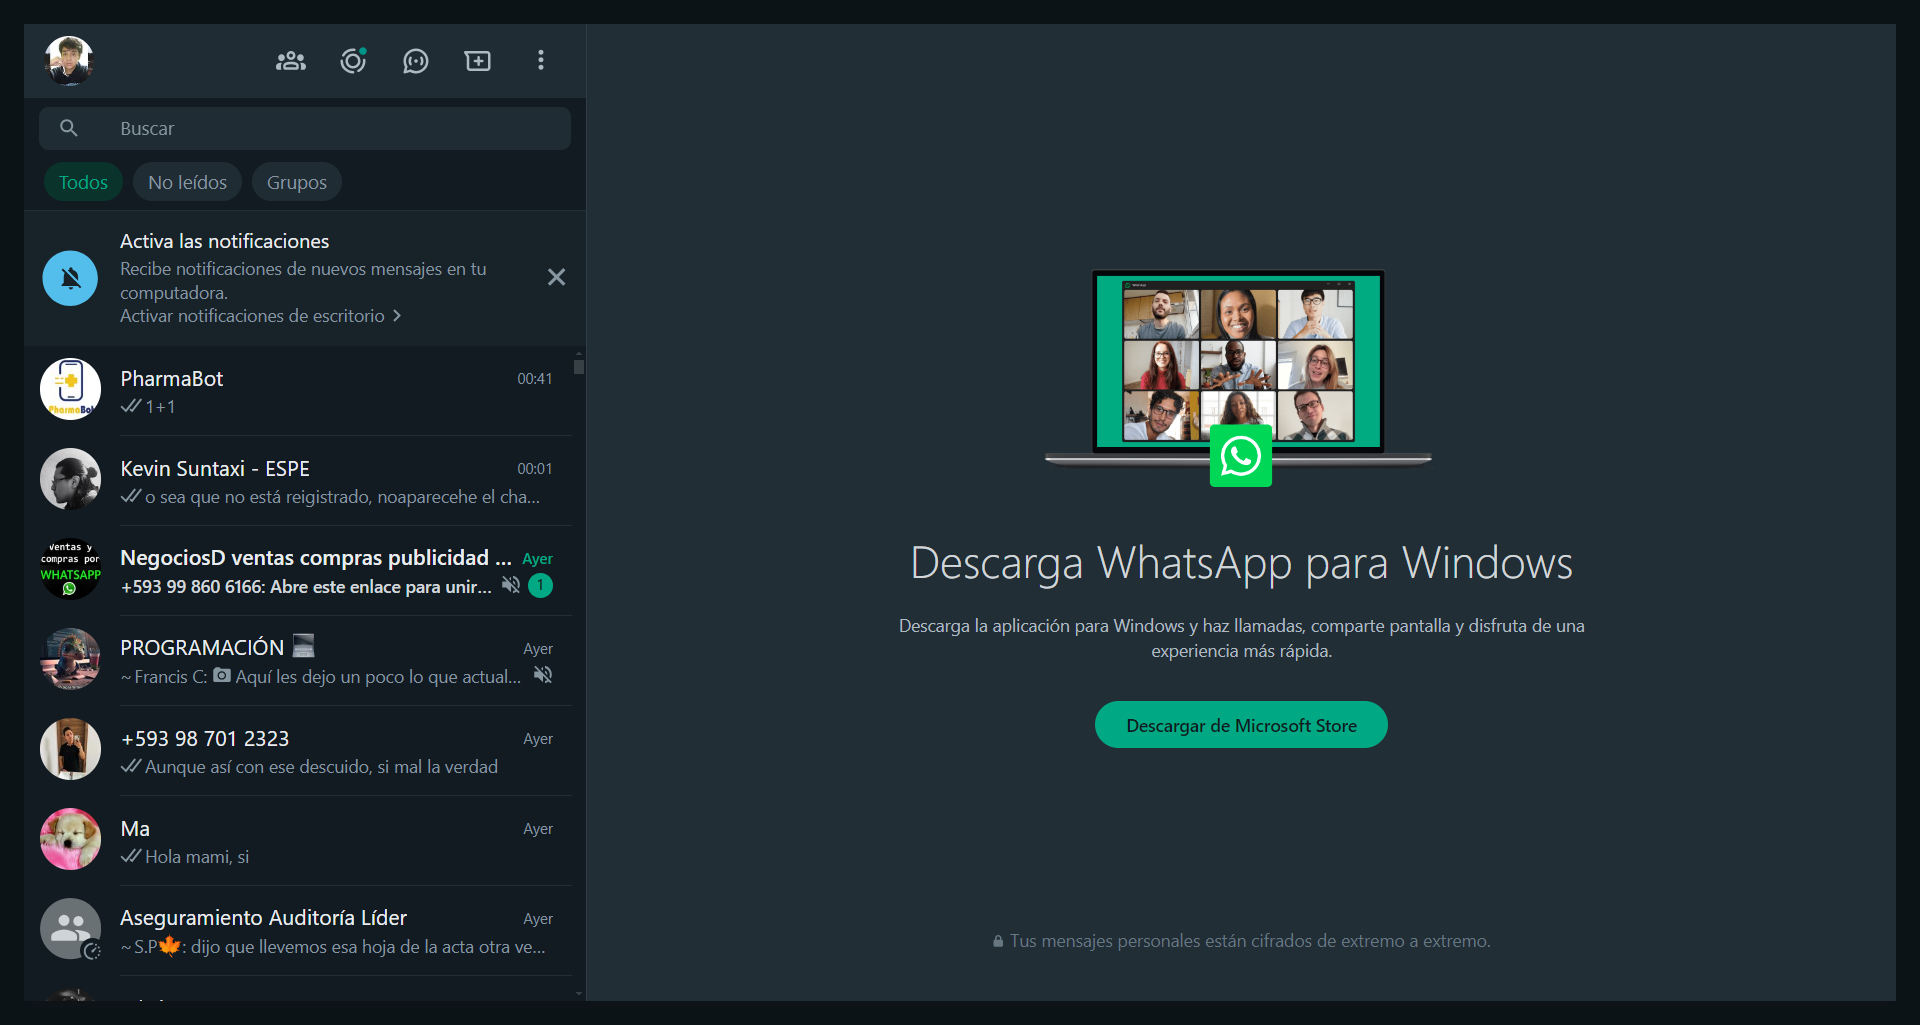 Buscar
Todos
No leídos
Grupos
Activa las notificaciones
Recibe notificaciones de nuevos mensajes en tu
computadora.
Activar notificaciones de escritorio
PharmaBot
PharmaBot
00:41
1+1
Kevin Suntaxi - ESPE
00:01
o sea que no está reigistrado, noaparecehe el cha...
Ventas y
compras por
WHATSAPP
NegociosD ventas compras publicidad ...
Ayer
+593 99 860 6166: Abre este enlace para unir...
1
PROGRAMACIÓN 💻
Ayer
~ Francis C: 📷 Aquí les dejo un poco lo que actual...
+593 98 701 2323
Ayer
Aunque así con ese descuido, si mal la verdad
Ma
Ayer
Hola mami, si
Aseguramiento Auditoría Líder
Ayer
~ S.P🍁: dijo que llevemos esa hoja de la acta otra ve...
Descarga WhatsApp para Windows
Descarga la aplicación para Windows y haz llamadas, comparte pantalla y disfruta de una
experiencia más rápida.
Descargar de Microsoft Store
Tus mensajes personales están cifrados de extremo a extremo.